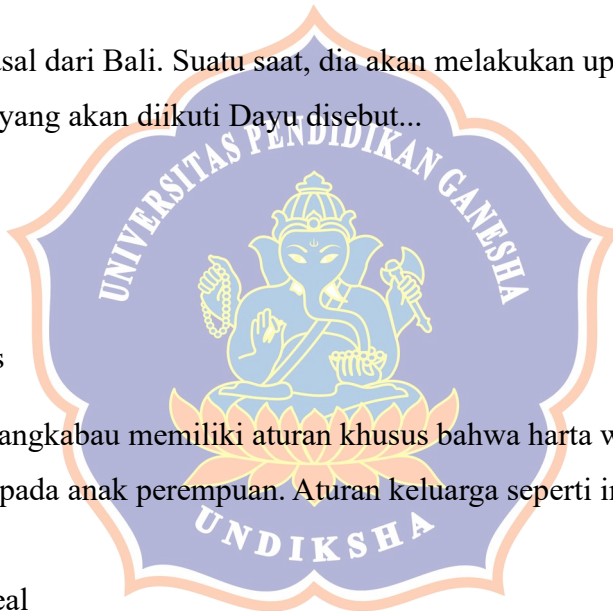 sal dari Bali. Suatu saat, dia akan melakukan up
yang akan diikuti Dayu disebut...
UNIVERSITAS PENDIDIKAN GANESHA
s
angkabau memiliki aturan khusus bahwa harta w
pada anak perempuan. Aturan keluarga seperti i
UNDIKSHA
eal